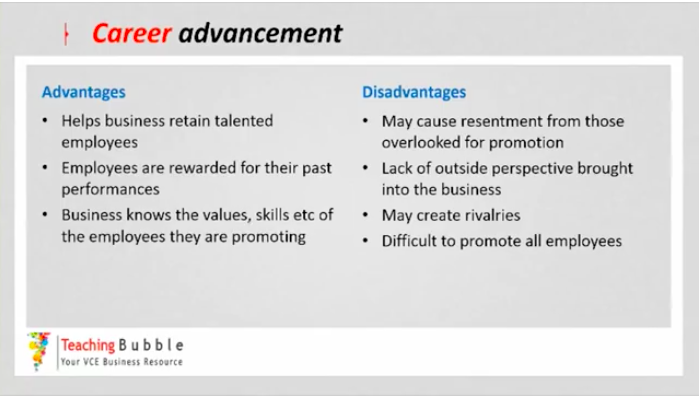 Career advancement
Advantages
• Helps business retain talented
employees
• Employees are rewarded for their past
performances
• Business knows the values, skills etc of
the employees they are promoting
Disadvantages
• May cause resentment from those
overlooked for promotion
• Lack of outside perspective brought
into the business
• May create rivalries
• Difficult to promote all employees
Teaching Bubble
Your VCE Business Resource